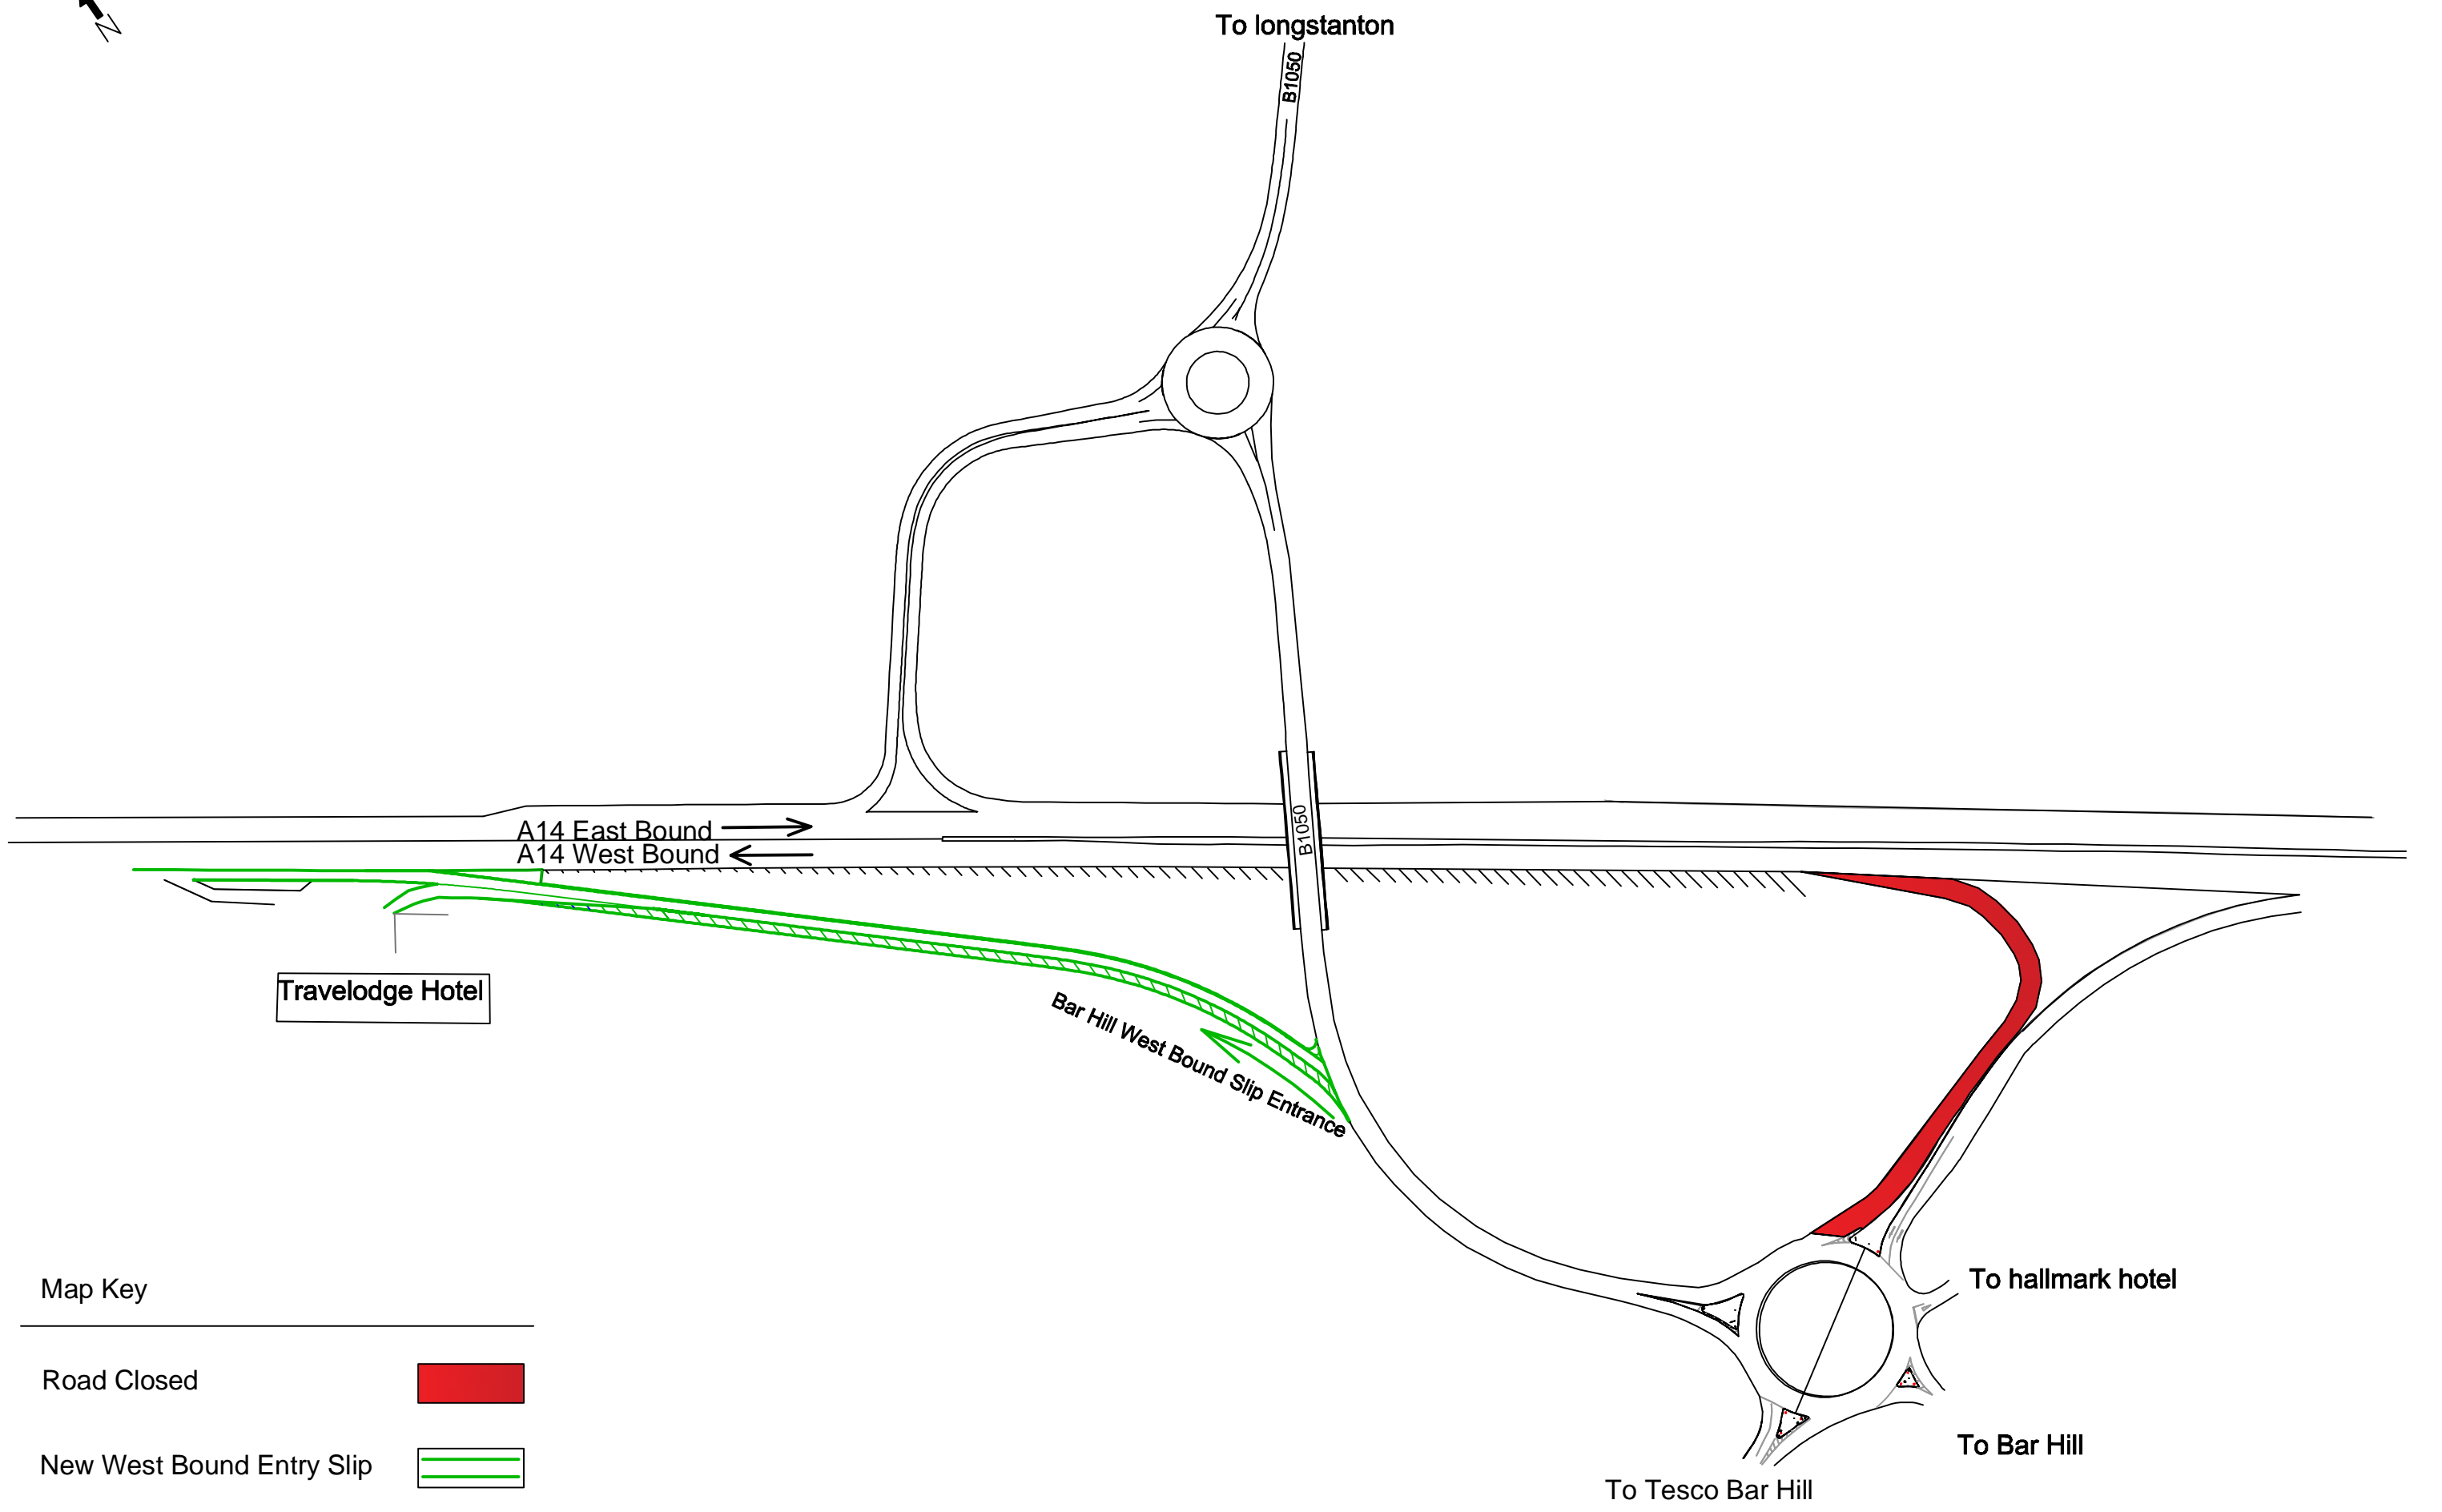 N
To longstanton
B1050
A14 East Bound
A14 West Bound
B1050
Travelodge Hotel
Bar Hill West Bound Slip Entrance
To hallmark hotel
To Bar Hill
To Tesco Bar Hill
Map Key
Road Closed
New West Bound Entry Slip